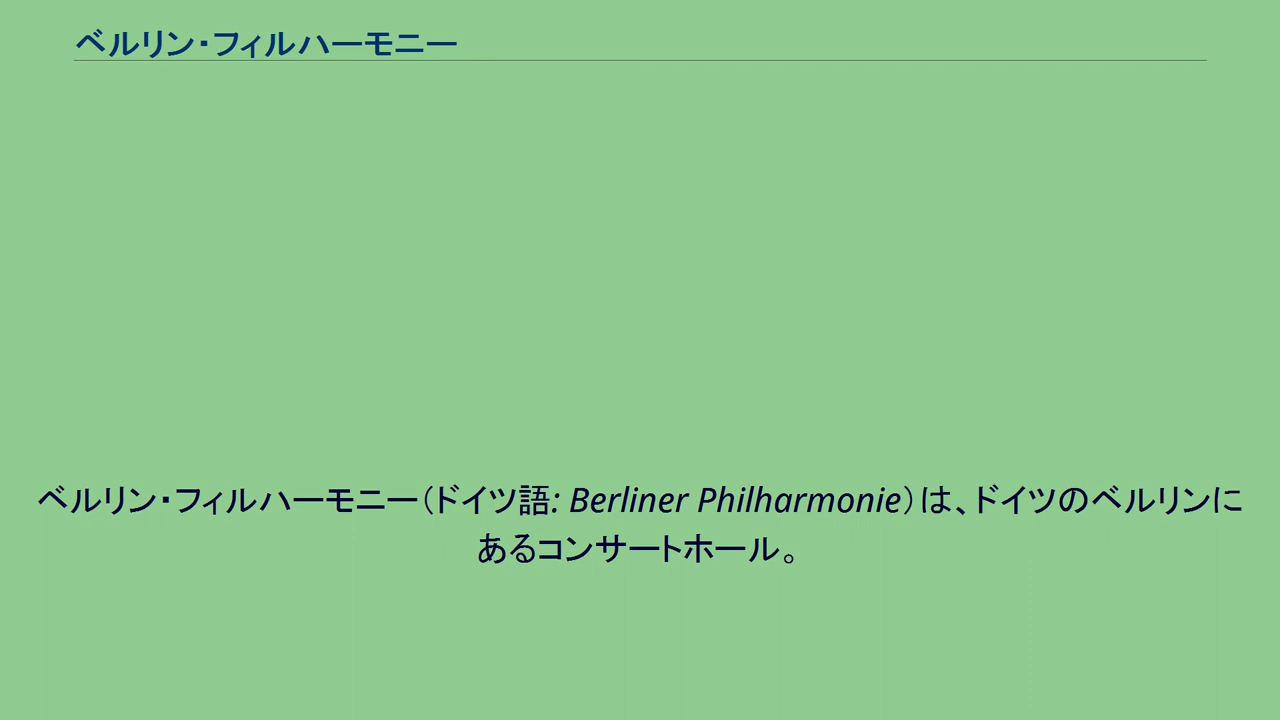 ベルリン・フィルハーモニー
ベルリン・フィルハーモニー（ドイツ語: Berliner Philharmonie）は、ドイツのベルリンに
あるコンサートホール。